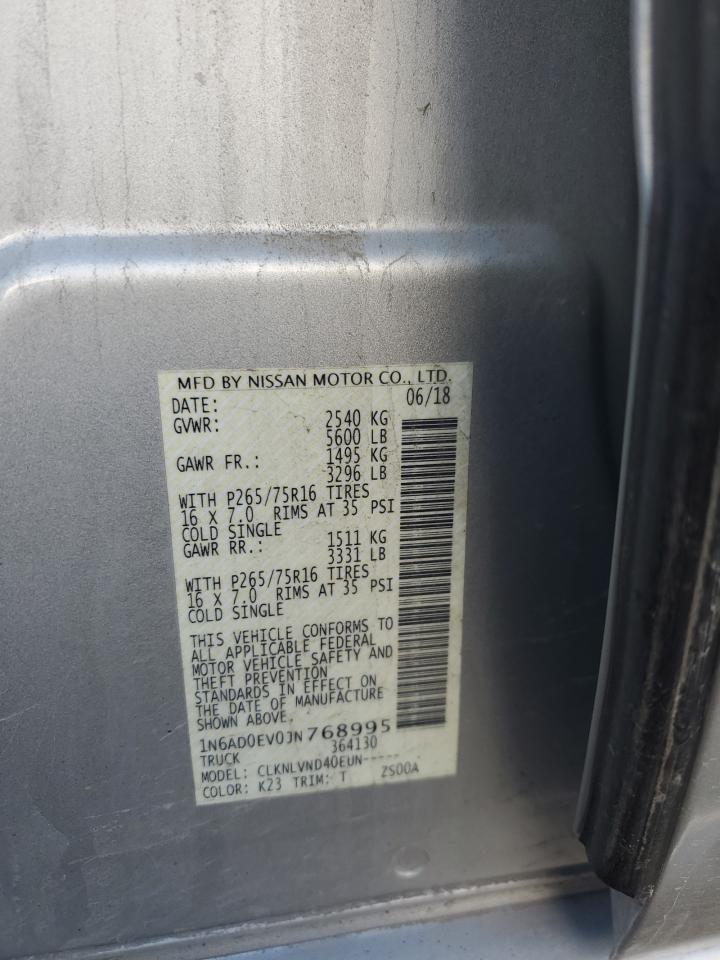 MFD BY NISSAN MOTOR CO., LTD.
DATE: 06/18
GVWR: 2540 KG
5600 LB
GAWR FR.: 1495 KG
3296 LB
WITH P265/75R16 TIRES
16 X 7.0 RIMS AT 35 PSI
COLD SINGLE
GAWR RR.: 1511 KG
3331 LB
WITH P265/75R16 TIRES
16 X 7.0 RIMS AT 35 PSI
COLD SINGLE
THIS VEHICLE CONFORMS TO
ALL APPLICABLE FEDERAL
MOTOR VEHICLE SAFETY AND
THEFT PREVENTION
STANDARDS IN EFFECT ON
THE DATE OF MANUFACTURE
SHOWN ABOVE.
1N6AD0EV0JN768995
TRUCK 364130
MODEL: CLKNLVND40EUN-----
COLOR: K23 TRIM: T ZS00A